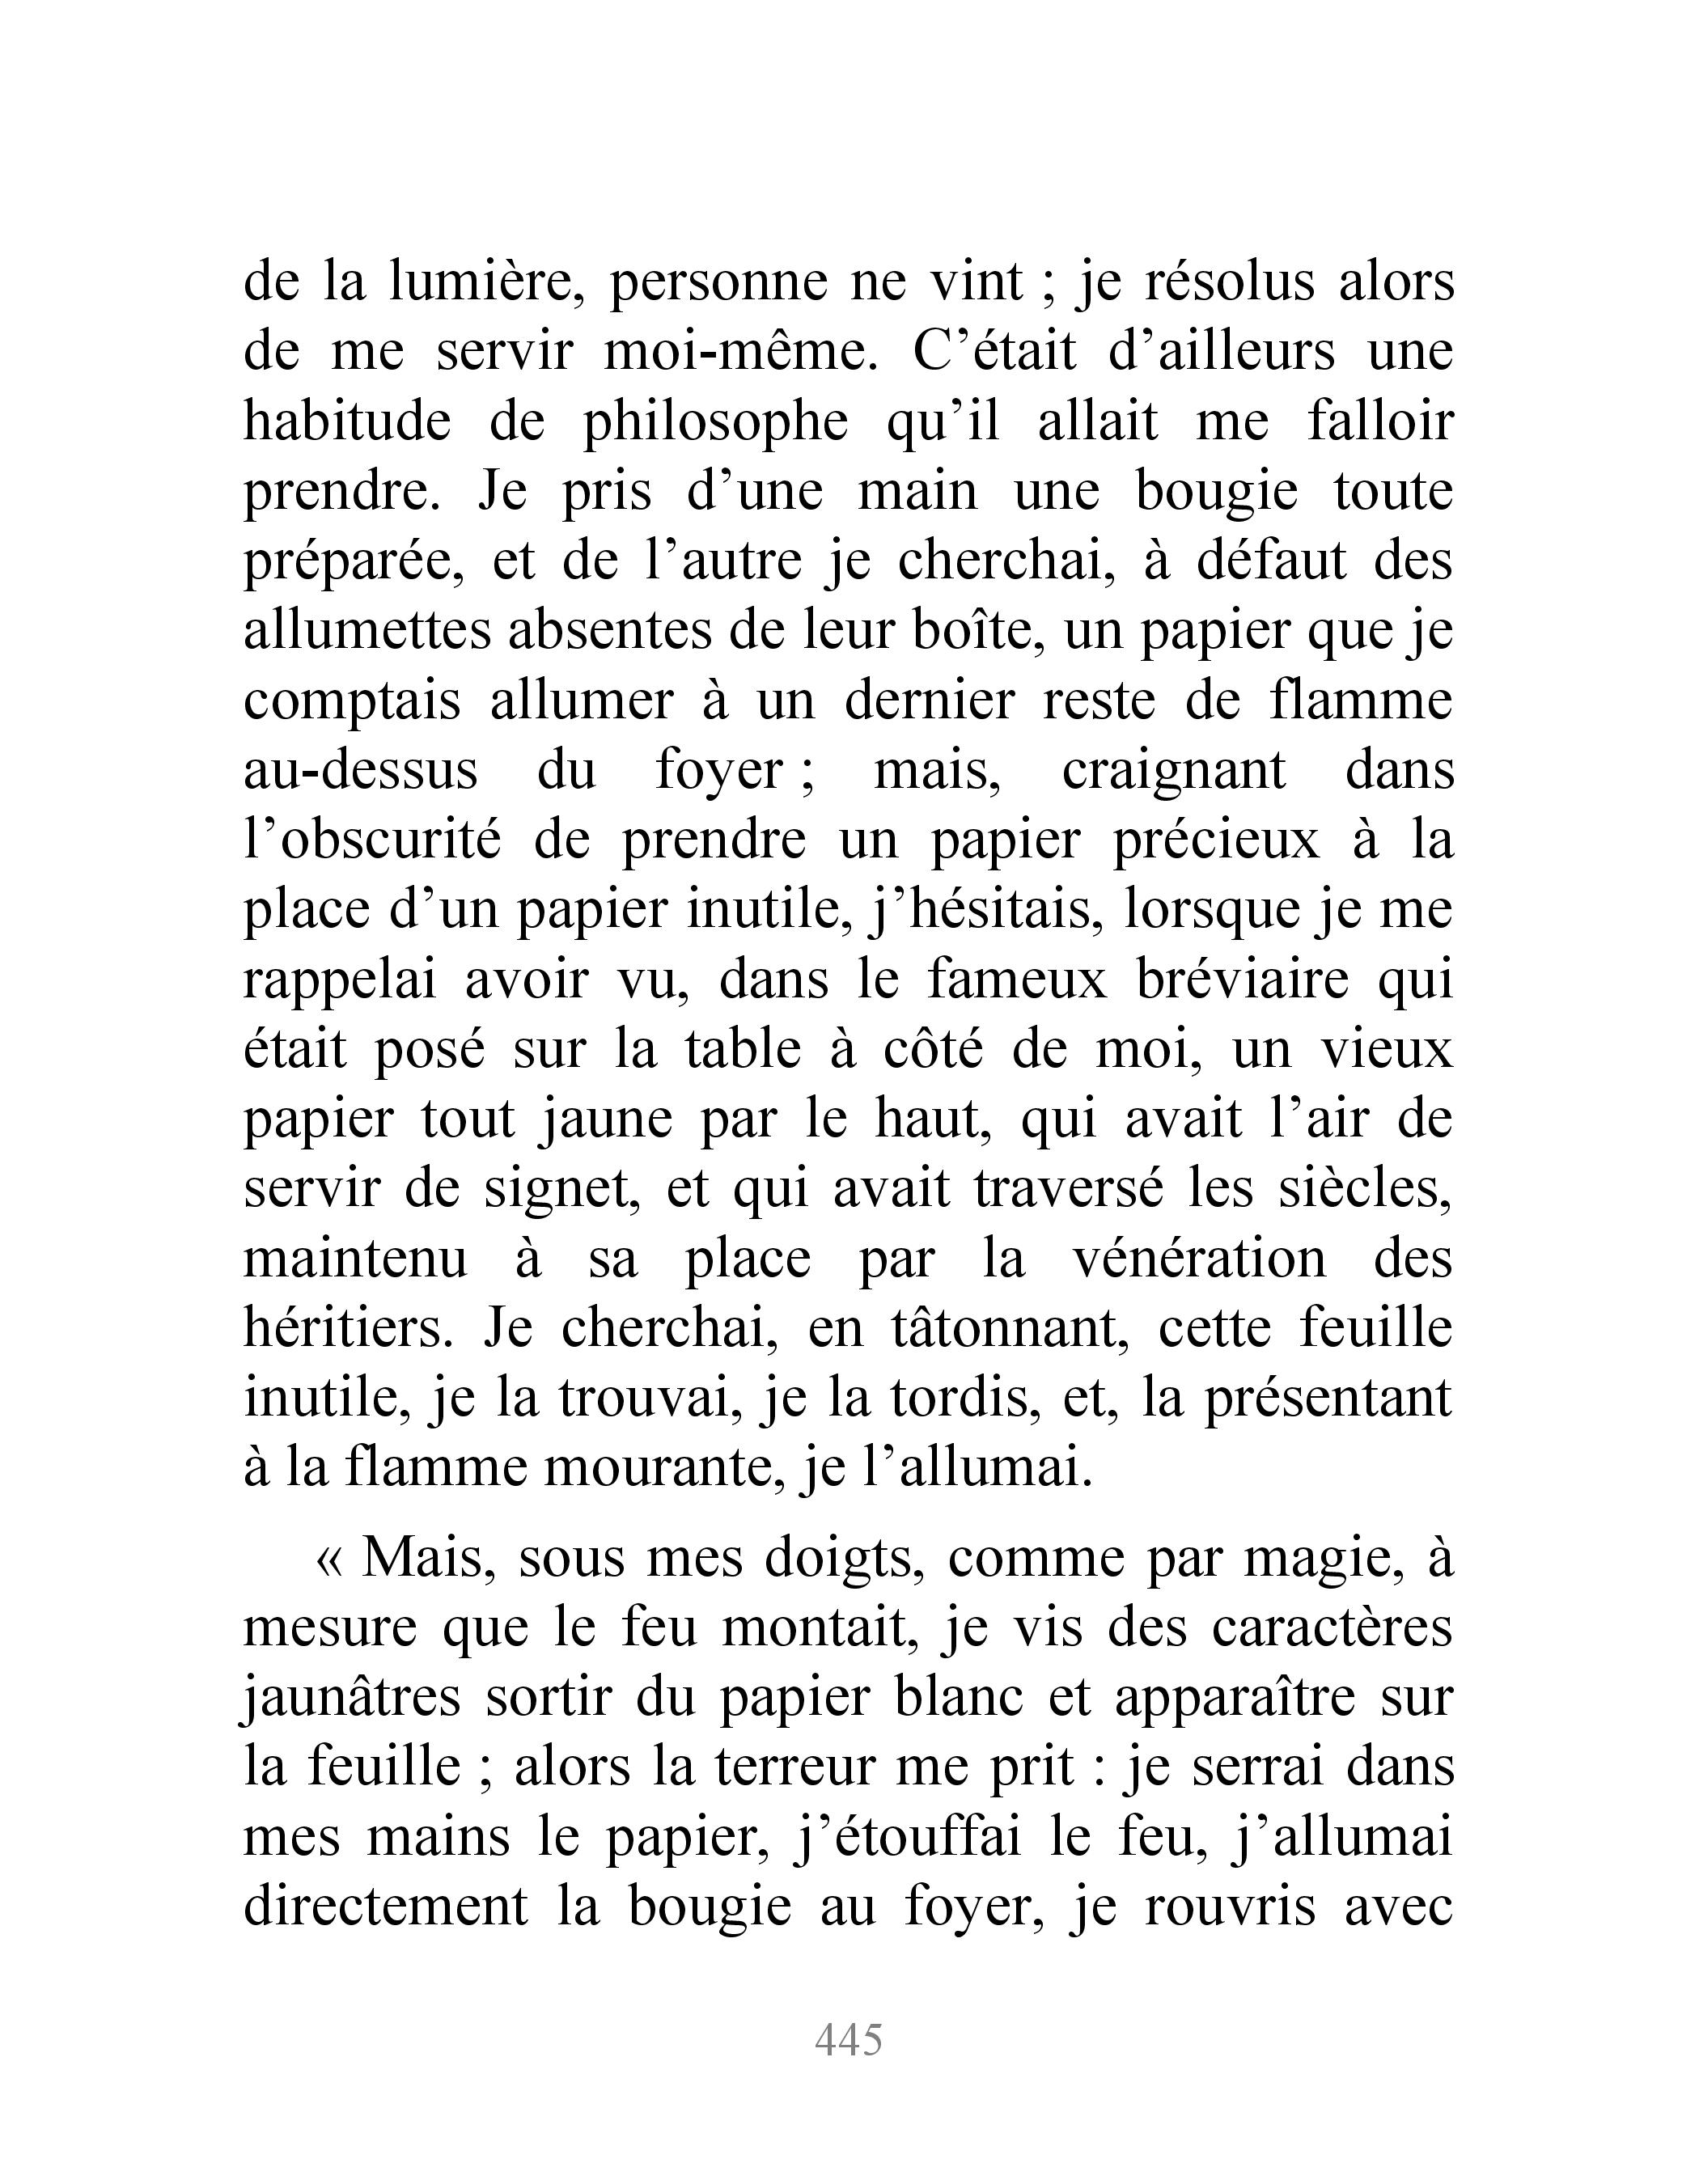 de la lumière, personne ne vint ; je résolus alors
de me servir moi-même. C’était d’ailleurs une
habitude de philosophe qu’il allait me falloir
prendre. Je pris d’une main une bougie toute
préparée, et de l’autre je cherchai, à défaut des
allumettes absentes de leur boîte, un papier que je
comptais allumer à un dernier reste de flamme
au-dessus du foyer ; mais, craignant dans
l’obscurité de prendre un papier précieux à la
place d’un papier inutile, j’hésitais, lorsque je me
rappelai avoir vu, dans le fameux bréviaire qui
était posé sur la table à côté de moi, un vieux
papier tout jaune par le haut, qui avait l’air de
servir de signet, et qui avait traversé les siècles,
maintenu à sa place par la vénération des
héritiers. Je cherchai, en tâtonnant, cette feuille
inutile, je la trouvai, je la tordis, et, la présentant
à la flamme mourante, je l’allumai.
« Mais, sous mes doigts, comme par magie, à
mesure que le feu montait, je vis des caractères
jaunâtres sortir du papier blanc et apparaître sur
la feuille ; alors la terreur me prit : je serrai dans
mes mains le papier, j’étouffai le feu, j’allumai
directement la bougie au foyer, je rouvris avec
445